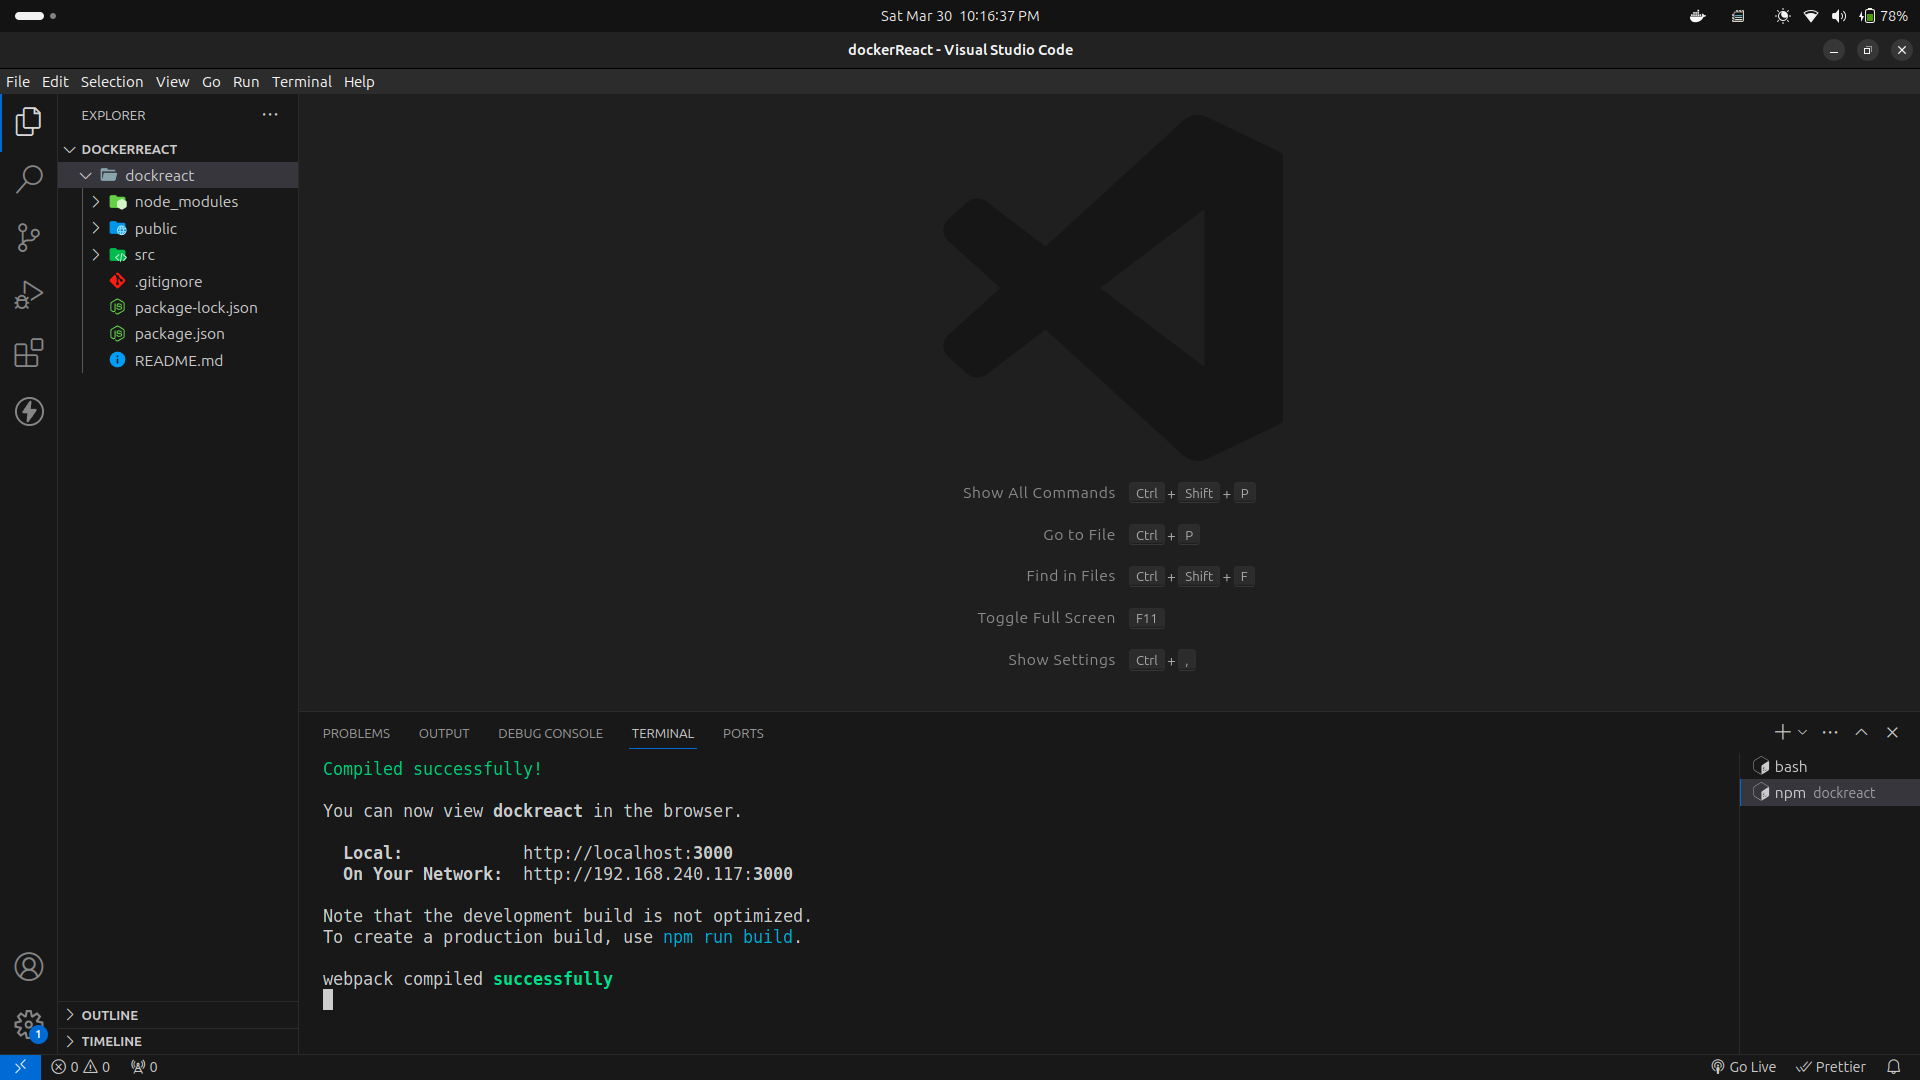 Sat Mar 30 10:16:37 PM
78%
dockerReact - Visual Studio Code
File Edit Selection View Go Run Terminal Help
EXPLORER
DOCKERREACT
dockreact
node_modules
public
src
.gitignore
package-lock.json
package.json
README.md
OUTLINE
TIMELINE
Show All Commands Ctrl + Shift + P
Go to File Ctrl + P
Find in Files Ctrl + Shift + F
Toggle Full Screen F11
Show Settings Ctrl + ,
PROBLEMS OUTPUT DEBUG CONSOLE TERMINAL PORTS
Compiled successfully!
You can now view dockreact in the browser.
Local: http://localhost:3000
On Your Network: http://192.168.240.117:3000
Note that the development build is not optimized.
To create a production build, use npm run build.
webpack compiled successfully
bash
npm dockreact
1
0 0 0
Go Live Prettier